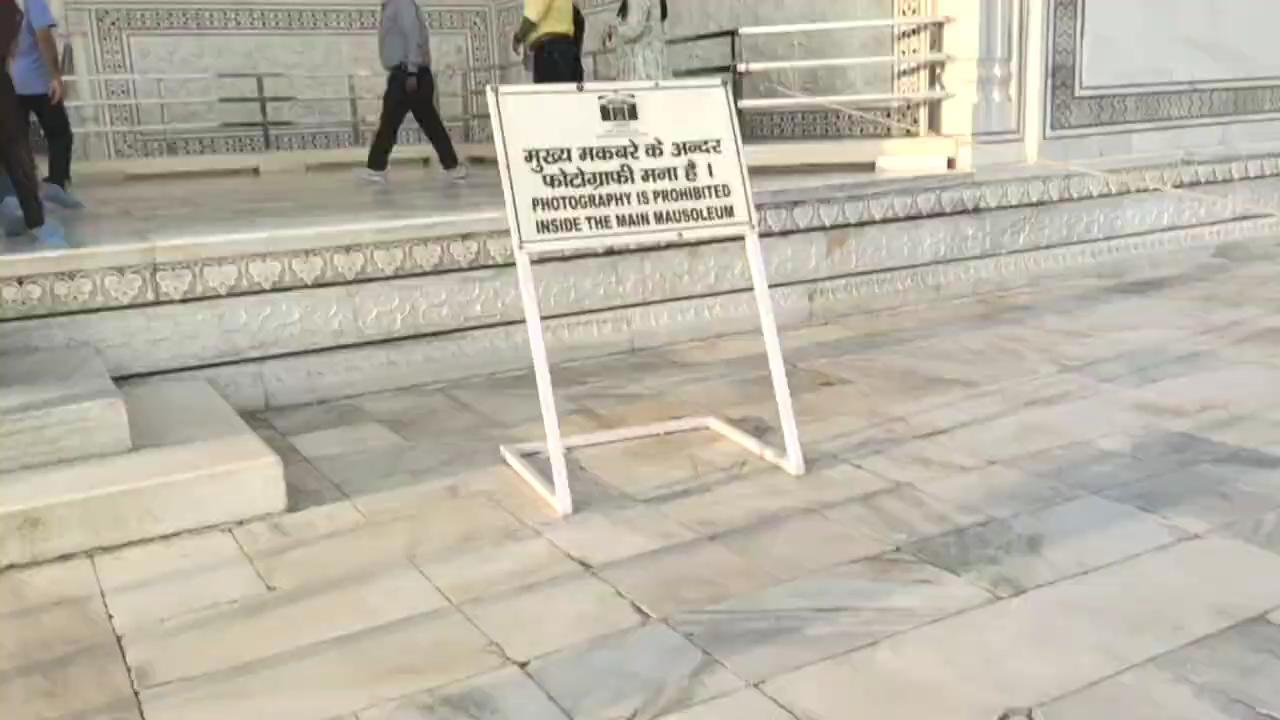 मुख्य मकबरे के अन्दर
फोटोग्राफी मना है ।
PHOTOGRAPHY IS PROHIBITED
INSIDE THE MAIN MAUSOLEUM